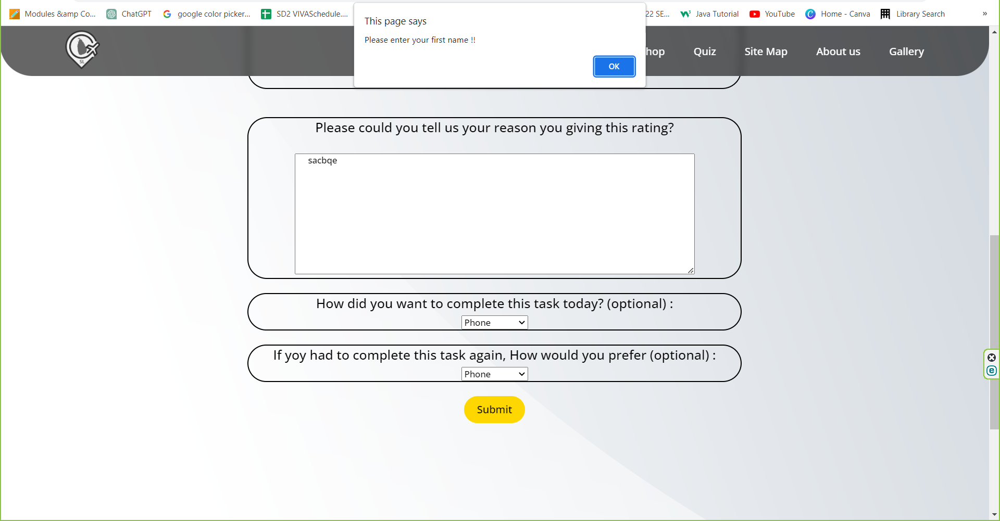 Modules &amp Co...
ChatGPT
google color picker...
SD2 VIVASchedule....
22 SE...
Java Tutorial
YouTube
Home - Canva
Library Search
»
This page says
Please enter your first name !!
OK
SL
hop
Quiz
Site Map
About us
Gallery
Please could you tell us your reason you giving this rating?
sacbqe
How did you want to complete this task today? (optional) :
Phone
If yoy had to complete this task again, How would you prefer (optional) :
Phone
Submit